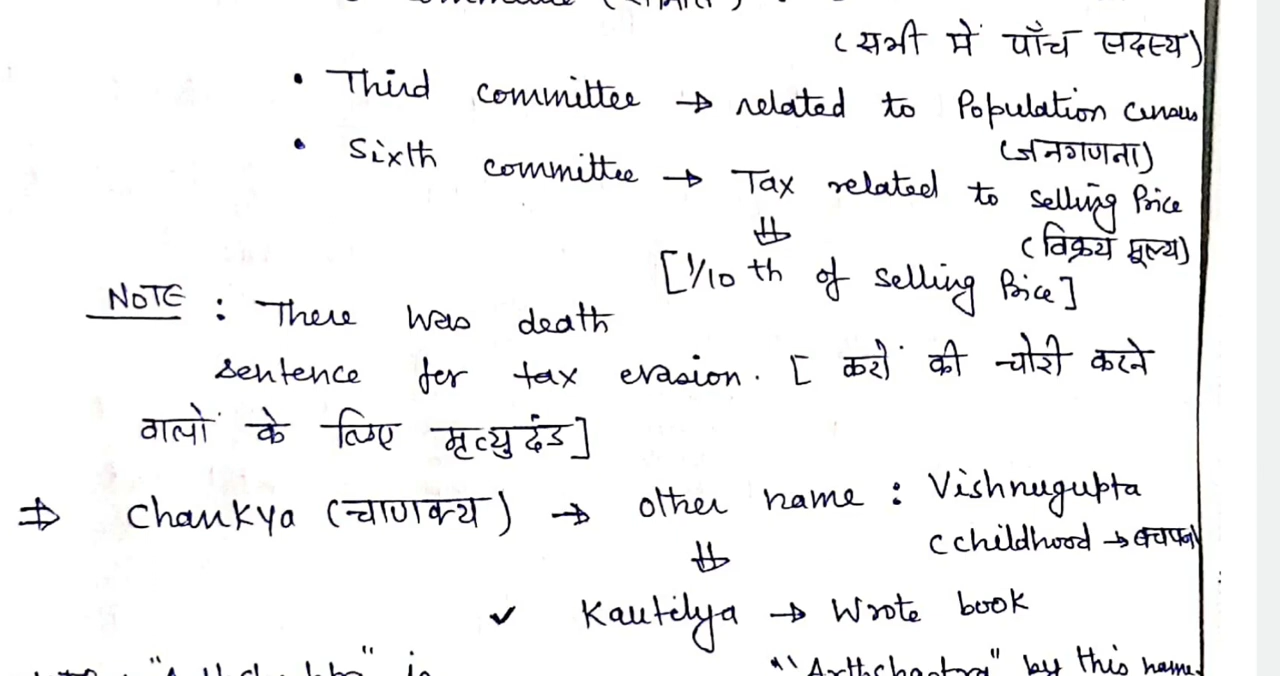 (सभी में पाँच सदस्य)
• Third committee → related to Population Census
(जनगणना)
• Sixth committee → Tax related to selling Price
(विक्रय मूल्य)
⇓
[1/10 th of selling Price]
NOTE : There was death
sentence for tax evasion. [ करों की चोरी करने
वालों के लिए मृत्युदंड ]
⇒ Chankya (चाणक्य) → other name : Vishnugupta
(childhood → बचपन
⇓
✓ Kautilya → Wrote book
by this name